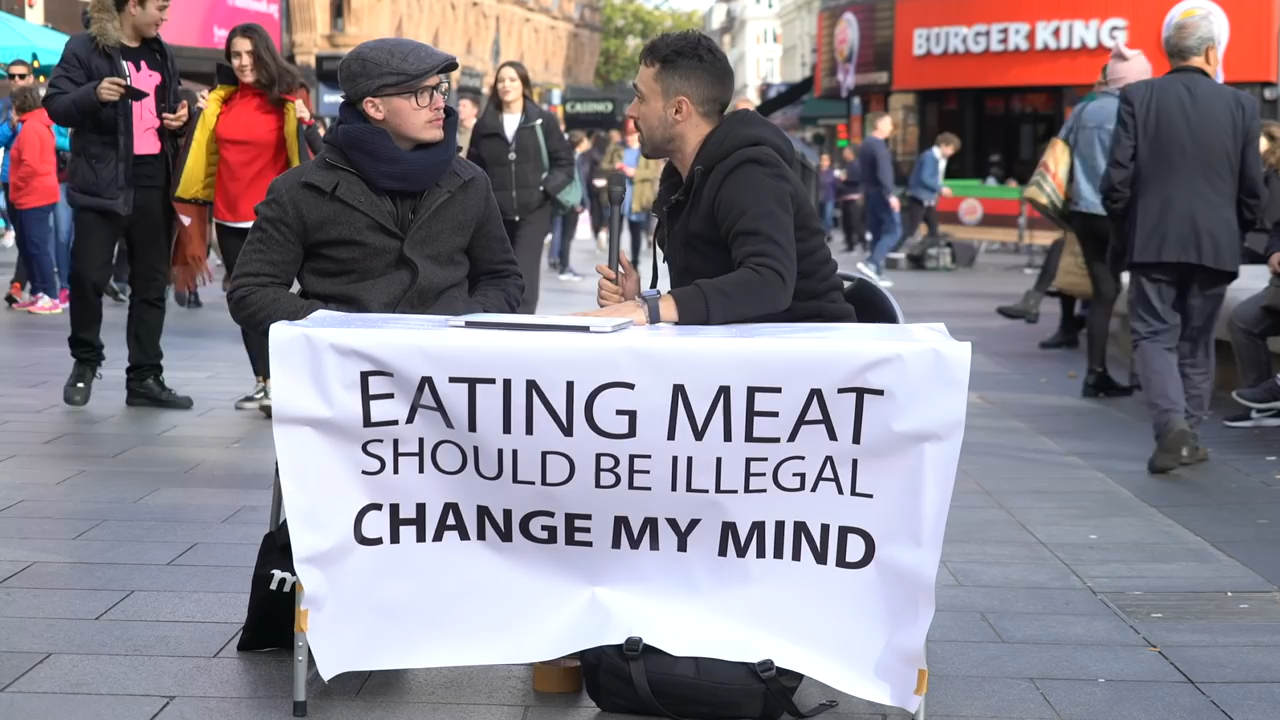 BURGER KING
CASINO
EATING MEAT
SHOULD BE ILLEGAL
CHANGE MY MIND
m